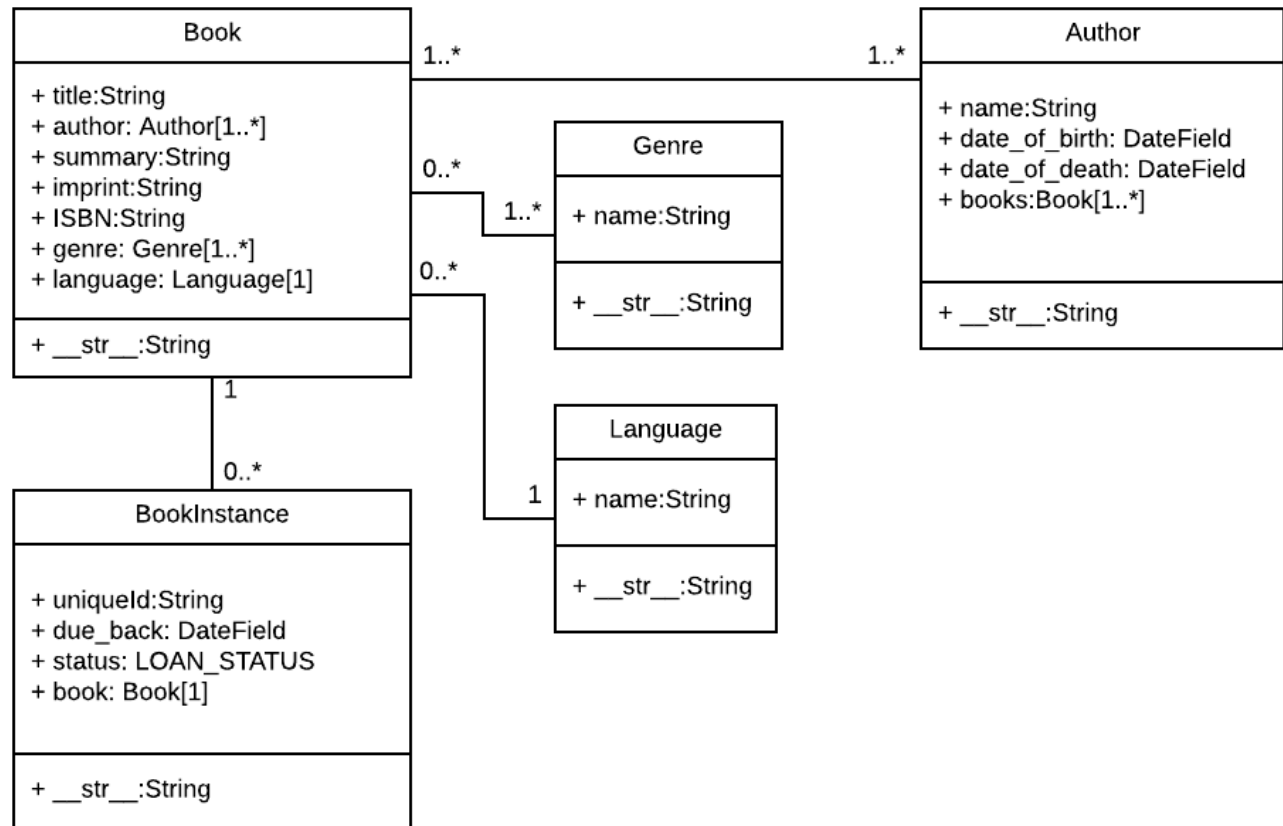 Book
+ title:String
+ author: Author[1..*]
+ summary:String
+ imprint:String
+ ISBN:String
+ genre: Genre[1..*]
+ language: Language[1]
+ __str__:String
1..*
1..*
Author
+ name:String
+ date_of_birth: DateField
+ date_of_death: DateField
+ books:Book[1..*]
+ __str__:String
0..*
1..*
Genre
+ name:String
+ __str__:String
0..*
1
Language
+ name:String
+ __str__:String
1
0..*
BookInstance
+ uniqueId:String
+ due_back: DateField
+ status: LOAN_STATUS
+ book: Book[1]
+ __str__:String